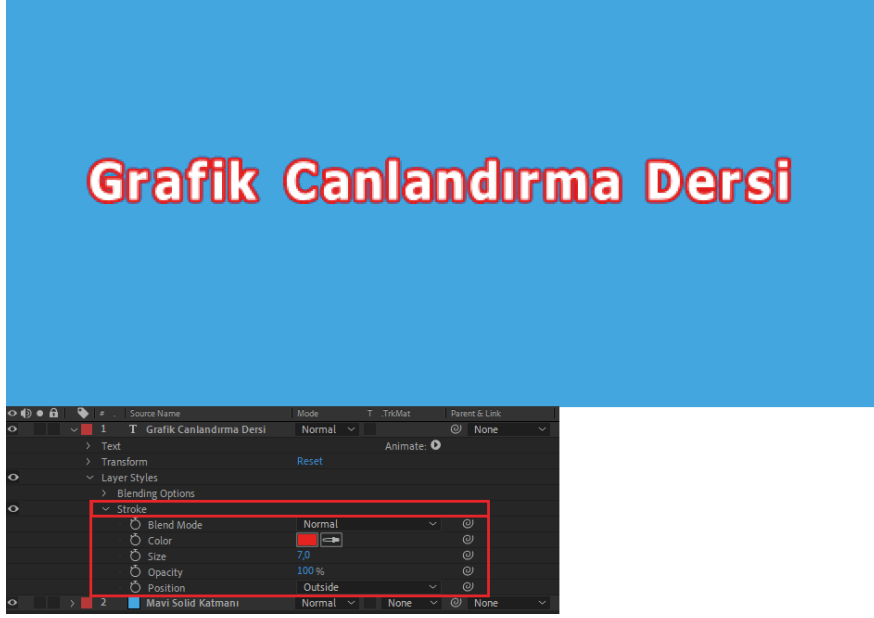 Grafik Canlandırma Dersi
# . Source Name Mode T .TrkMat Parent & Link
1 T Grafik Canlandırma Dersi Normal None
Text Animate:
Transform Reset
Layer Styles
Blending Options
Stroke
Blend Mode Normal
Color
Size 7,0
Opacity 100 %
Position Outside
2 Mavi Solid Katmanı Normal None None